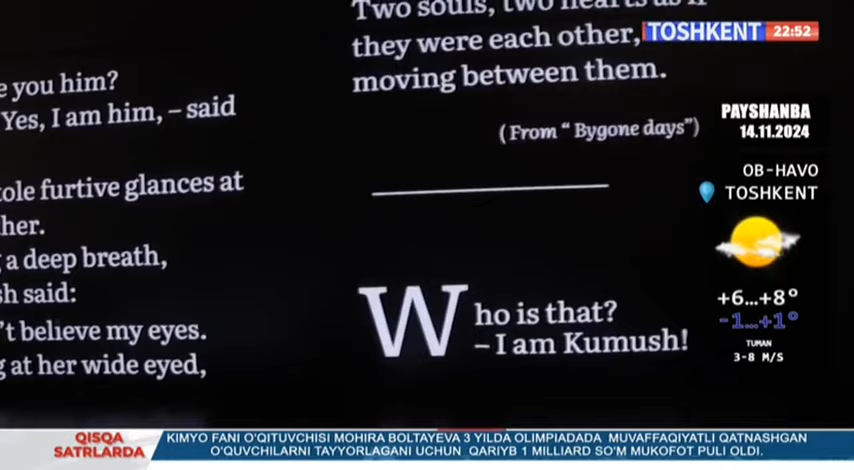 Two souls, two hearts as if
they were each other,
moving between them.
(From “ Bygone days”)
you him?
Yes, I am him, – said
furtive glances at
her.
a deep breath,
said:
believe my eyes.
at her wide eyed,
Who is that?
– I am Kumush!
TOSHKENT 22:52
PAYSHANBA
14.11.2024
OB-HAVO
TOSHKENT
+6...+8°
-1...+1°
TUMAN
3-8 M/S
QISQA
SATRLARDA
KIMYO FANI O'QITUVCHISI MOHIRA BOLTAYEVA 3 YILDA OLIMPIADADA MUVAFFAQIYATLI QATNASHGAN
O'QUVCHILARNI TAYYORLAGANI UCHUN QARIYB 1 MILLIARD SO'M MUKOFOT PULI OLDI.